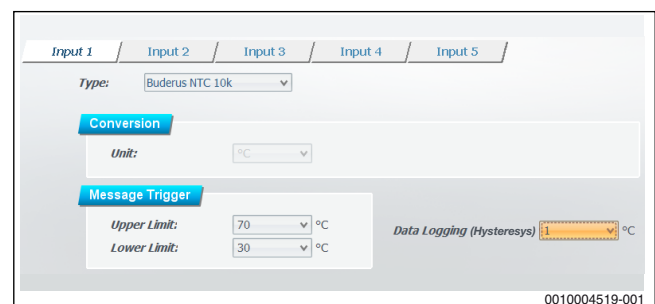 Input 1 Input 2 Input 3 Input 4 Input 5
Type: Buderus NTC 10k
Conversion
Unit: °C
Message Trigger
Upper Limit: 70 °C
Lower Limit: 30 °C
Data Logging (Hysteresys) 1 °C
0010004519-001